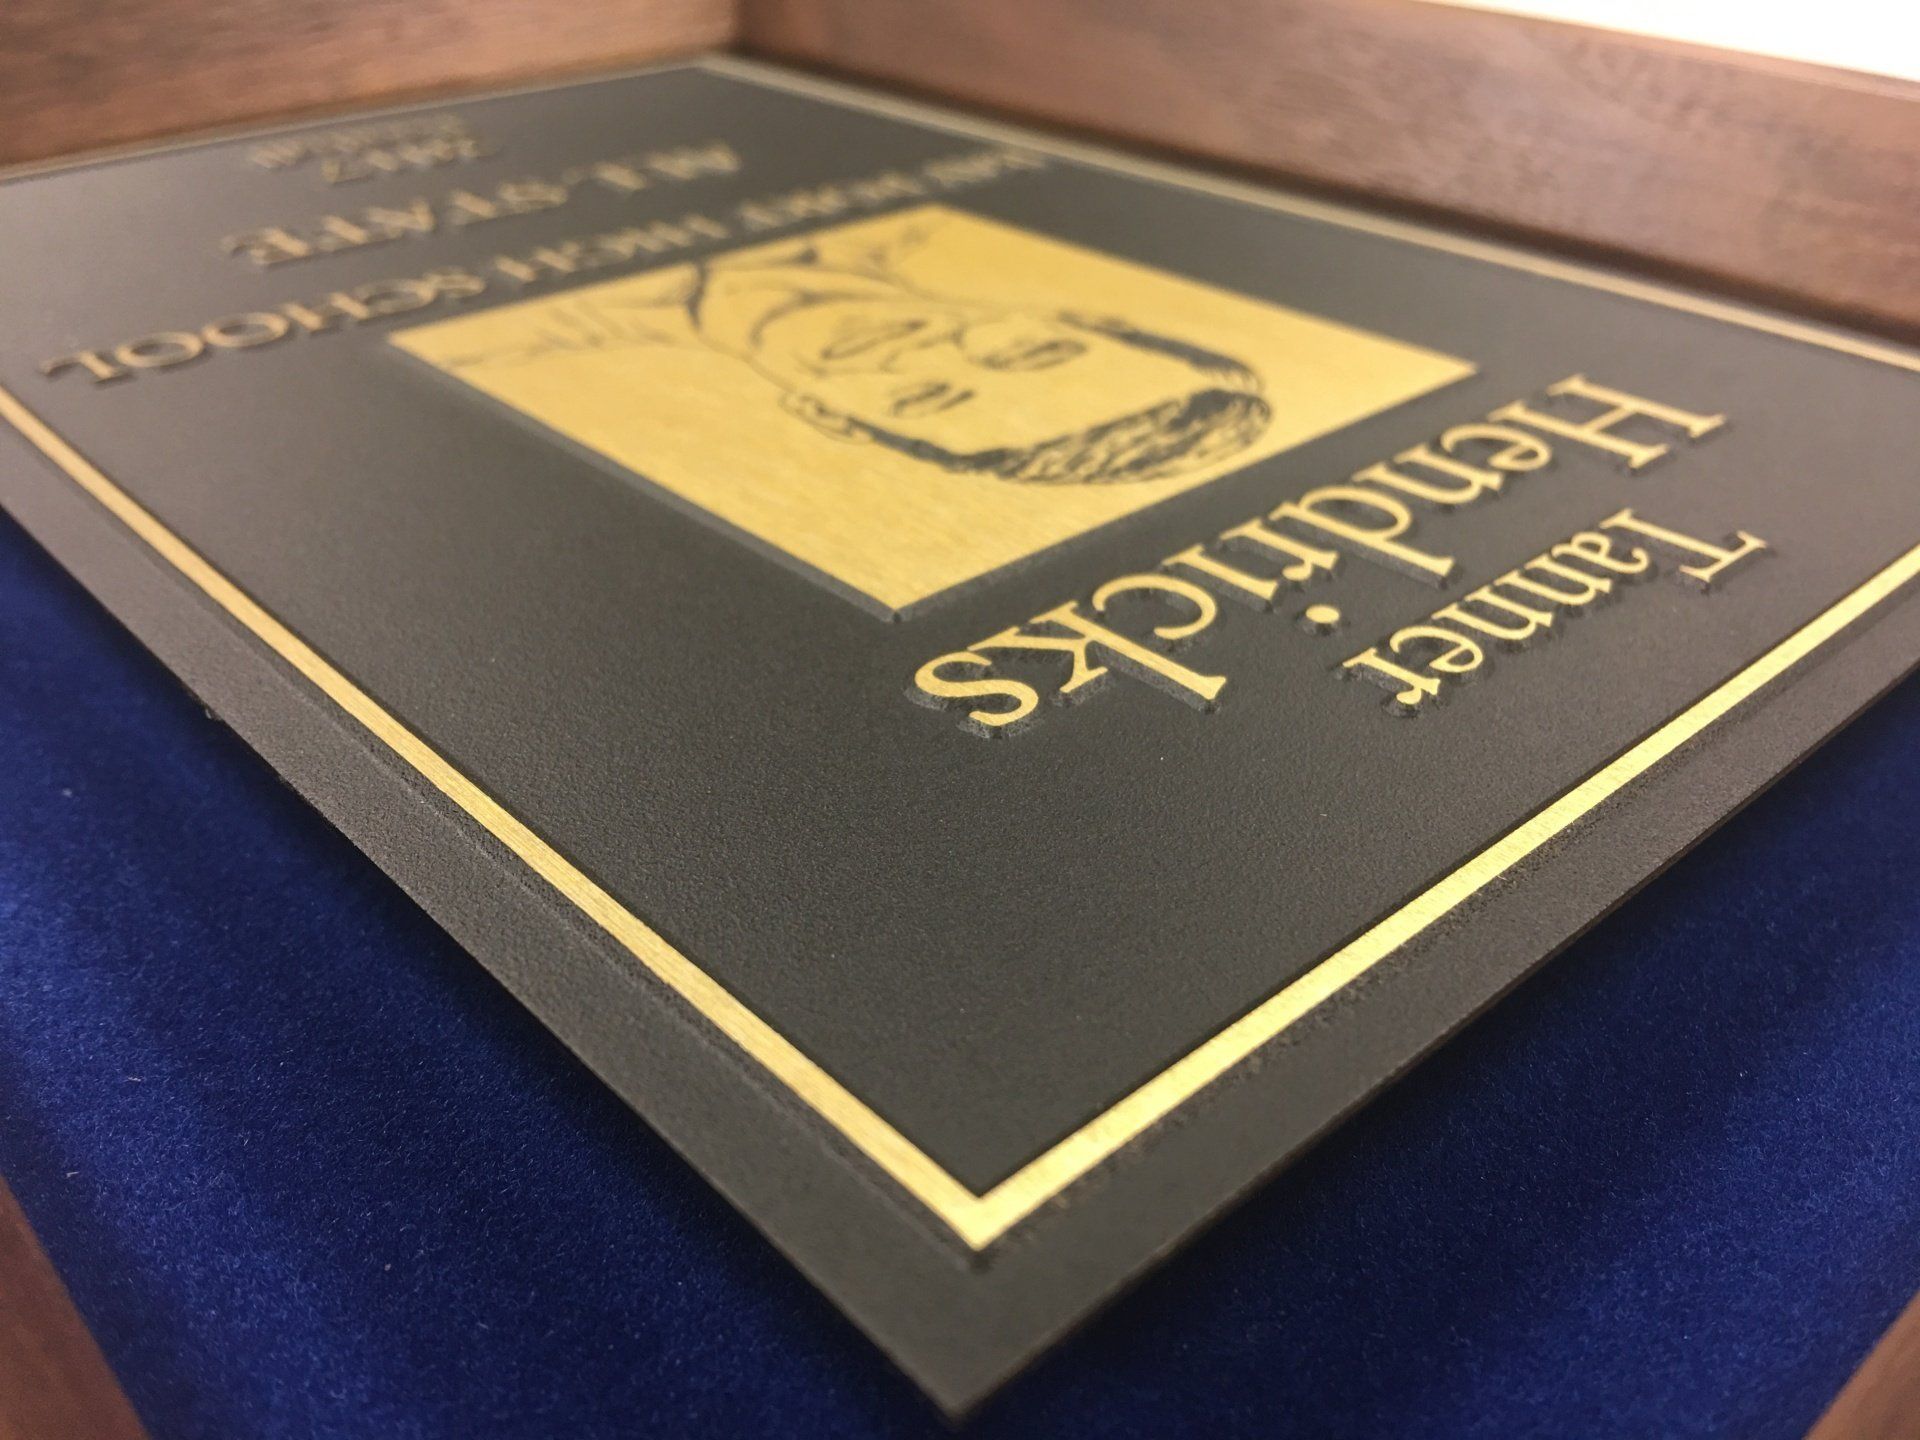 Tanner
Hendricks
HIGH SCHOOL
ALL-STATE
2017